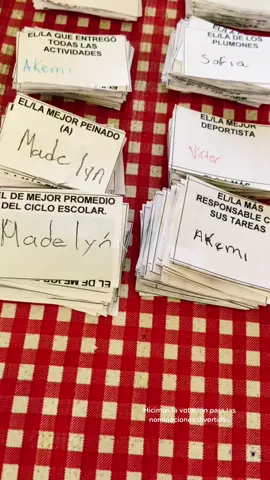 EL/LA QUE ENTREGÓ
TODAS LAS
ACTIVIDADES
Akemi
EL/LA DE LOS
PLUMONES
Sofia
EL/LA MEJOR PEINADO
(A)
Madelyn
EL/LA MEJOR
DEPORTISTA
Victor
EL DE MEJOR PROMEDIO
DEL CICLO ESCOLAR.
Madelyn
EL/LA MÁS
RESPONSABLE CON
SUS TAREAS
AKEMI
Hicimos la votación para las
nominaciones divertidas